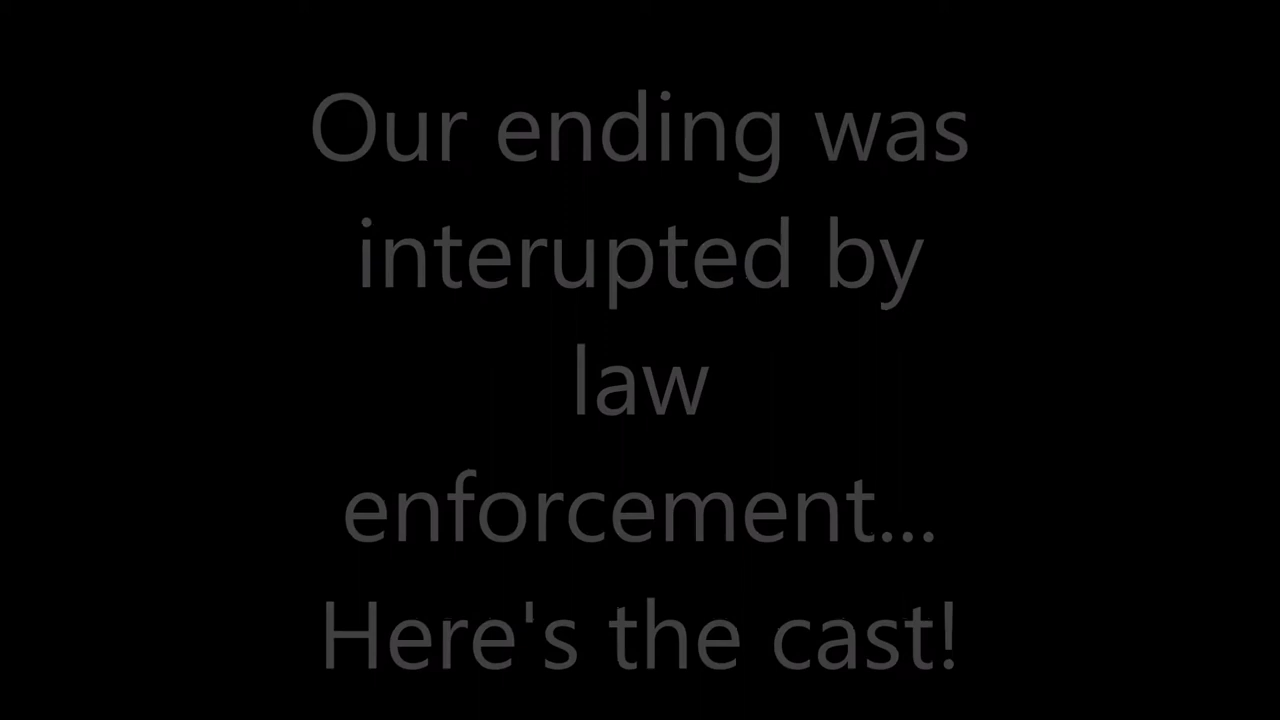 Our ending was
interupted by
law
enforcement...
Here's the cast!